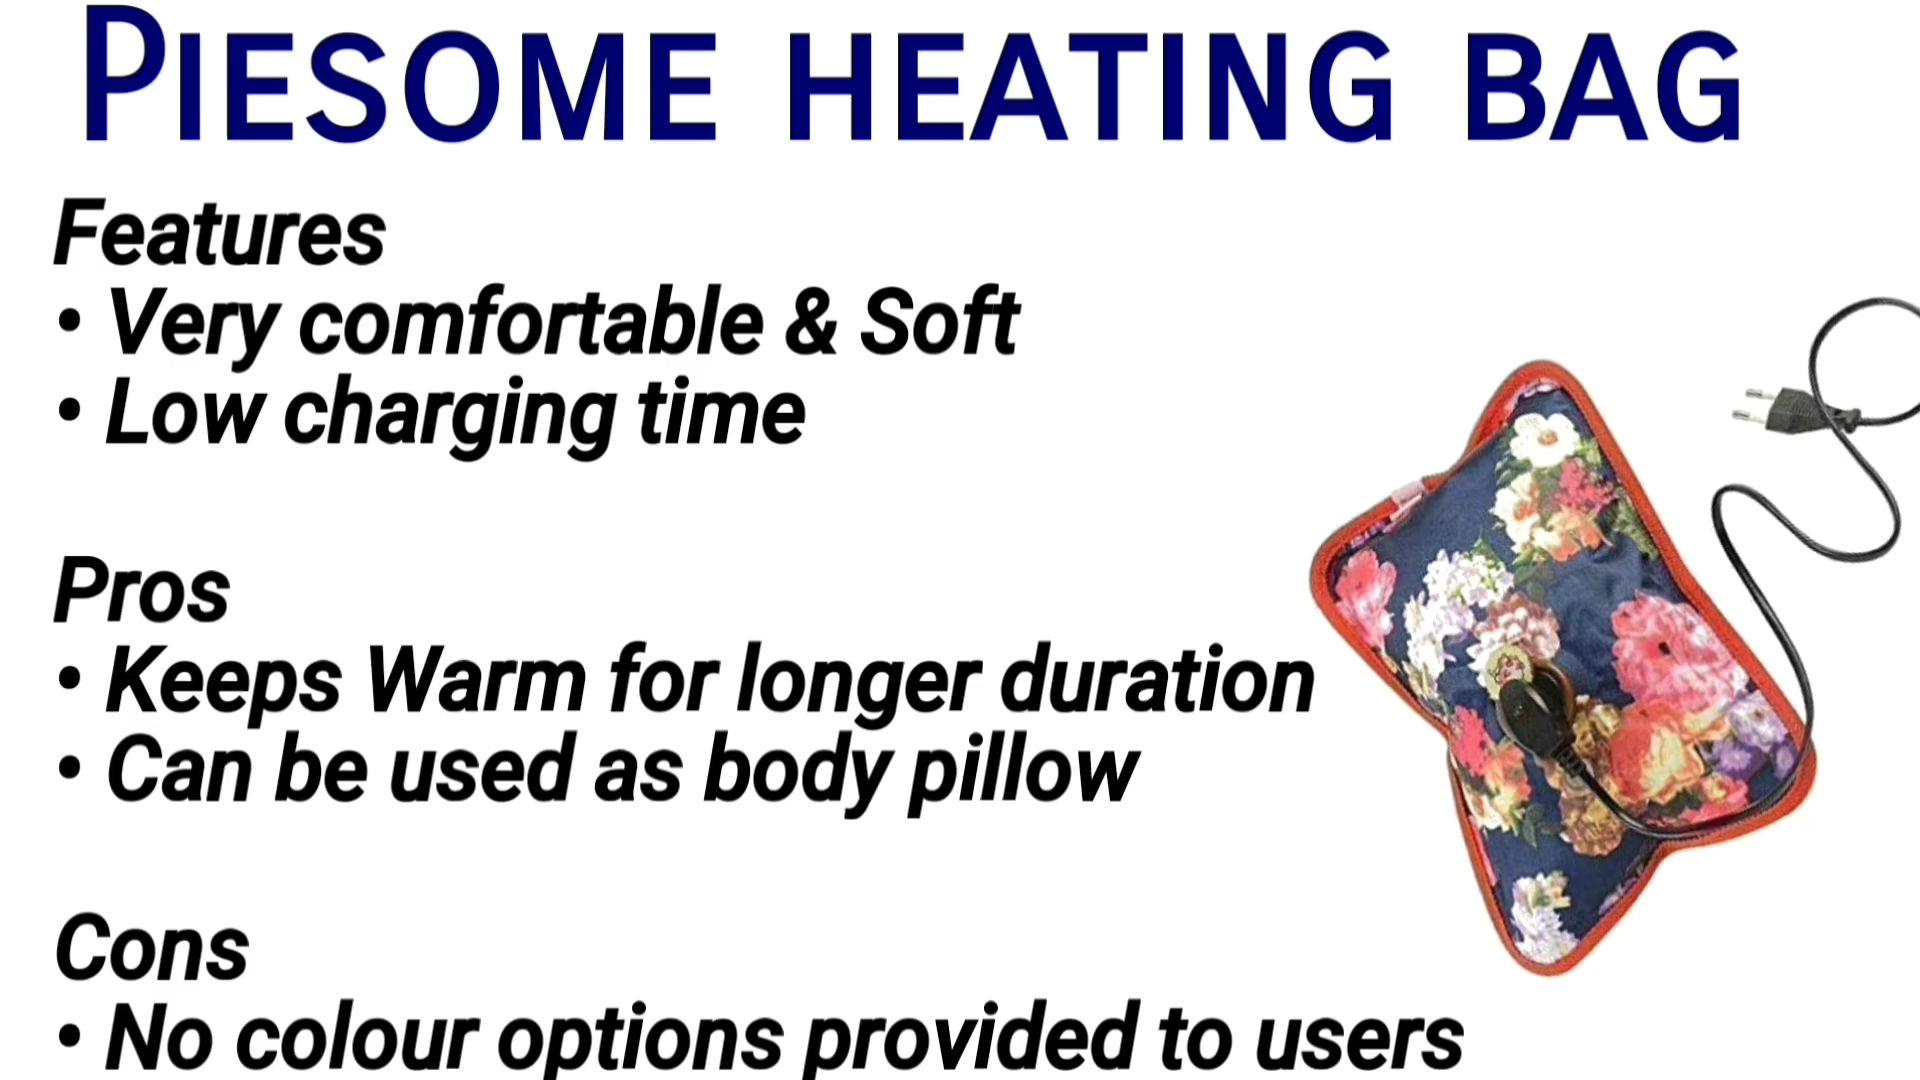 PIESOME HEATING BAG
Features
• Very comfortable & Soft
• Low charging time
Pros
• Keeps Warm for longer duration
• Can be used as body pillow
Cons
• No colour options provided to users